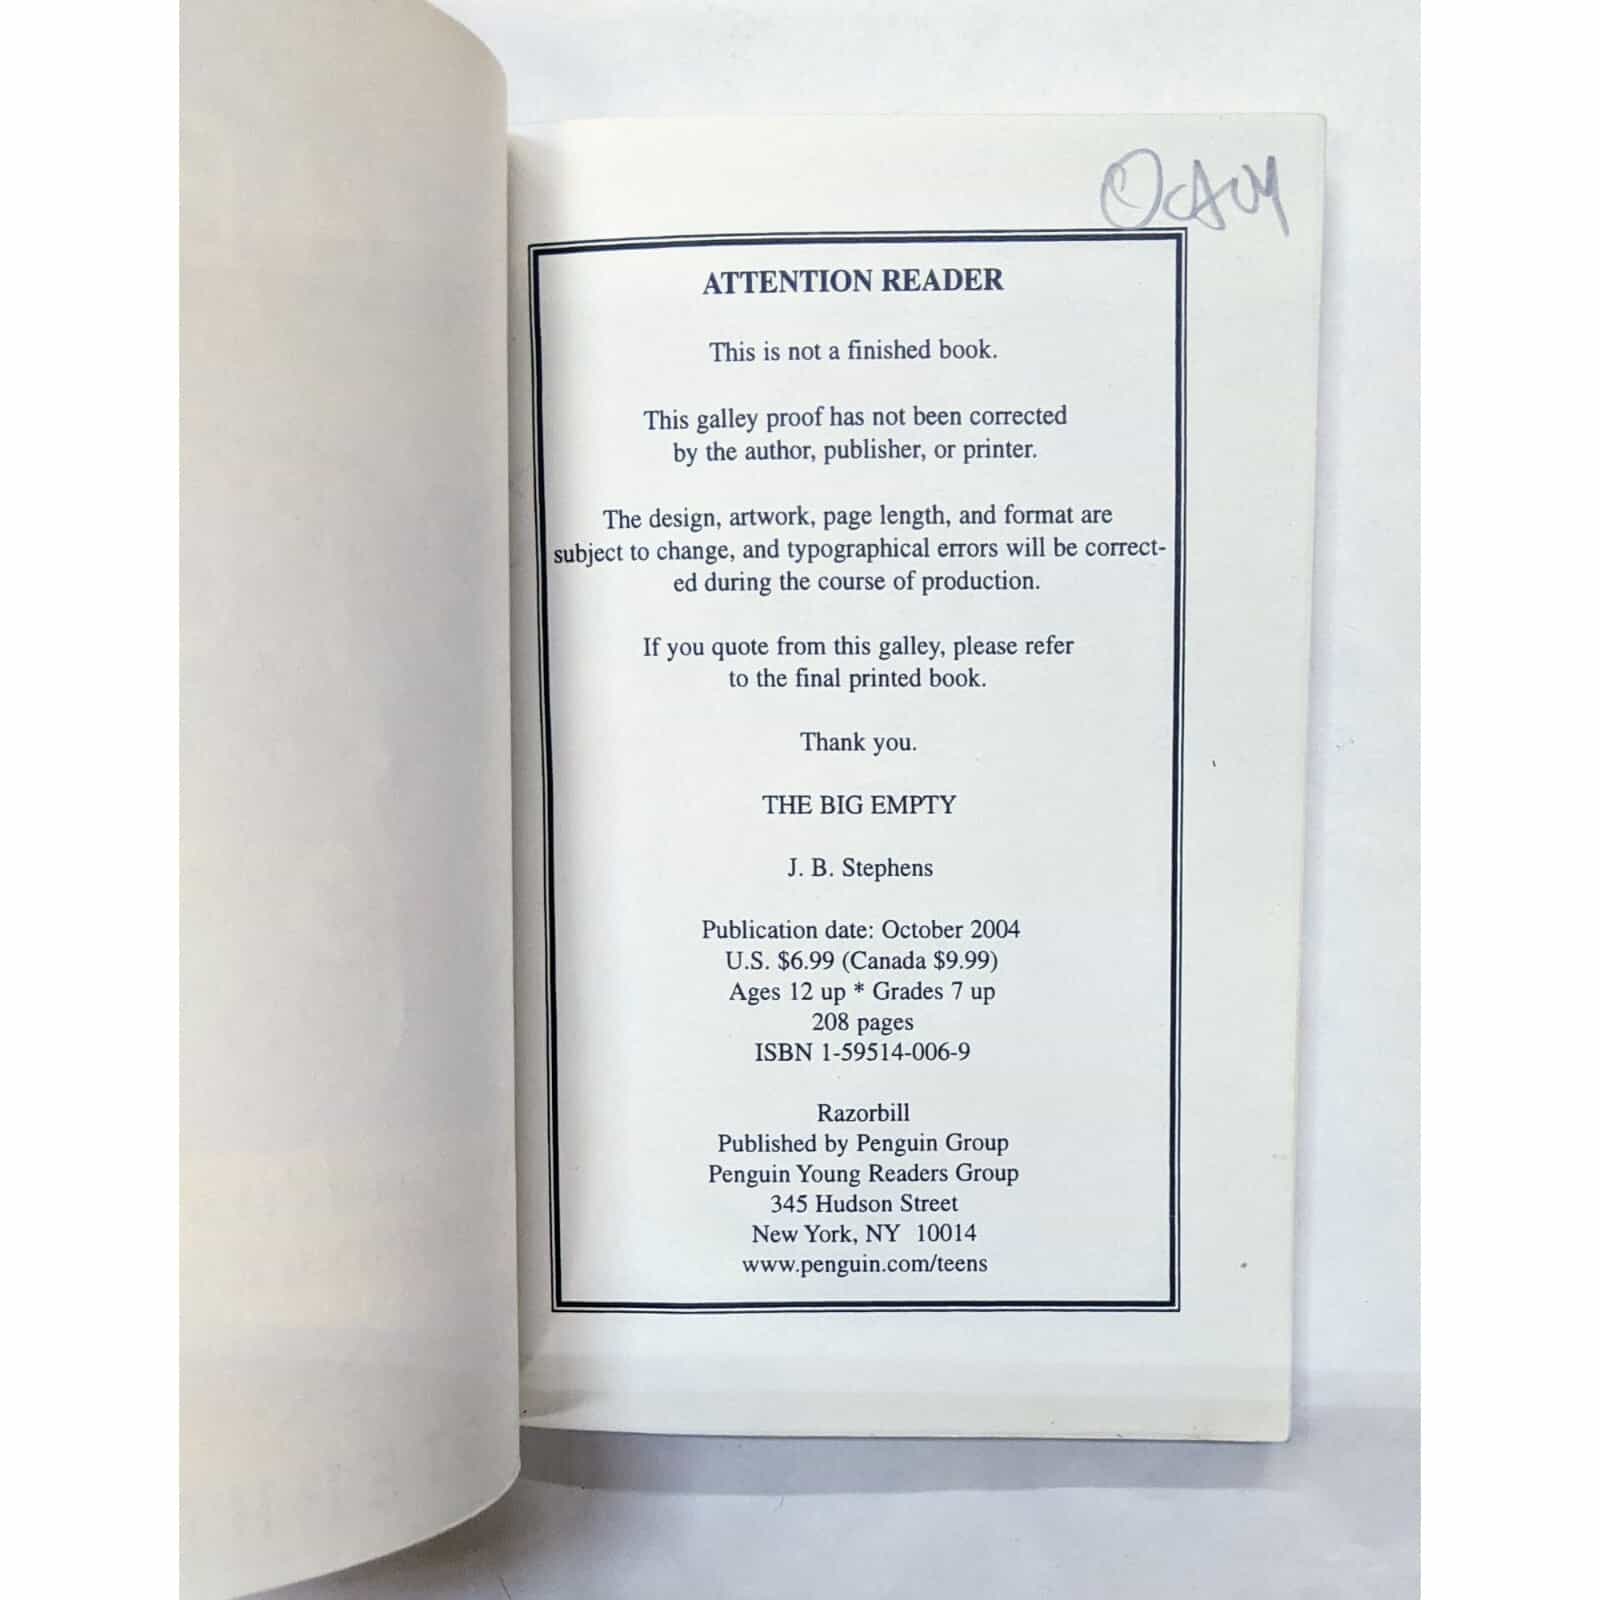 ATTENTION READER
This is not a finished book.
This galley proof has not been corrected
by the author, publisher, or printer.
The design, artwork, page length, and format are
subject to change, and typographical errors will be correct-
ed during the course of production.
If you quote from this galley, please refer
to the final printed book.
Thank you.
THE BIG EMPTY
J. B. Stephens
Publication date: October 2004
U.S. $6.99 (Canada $9.99)
Ages 12 up * Grades 7 up
208 pages
ISBN 1-59514-006-9
Razorbill
Published by Penguin Group
Penguin Young Readers Group
345 Hudson Street
New York, NY 10014
www.penguin.com/teens